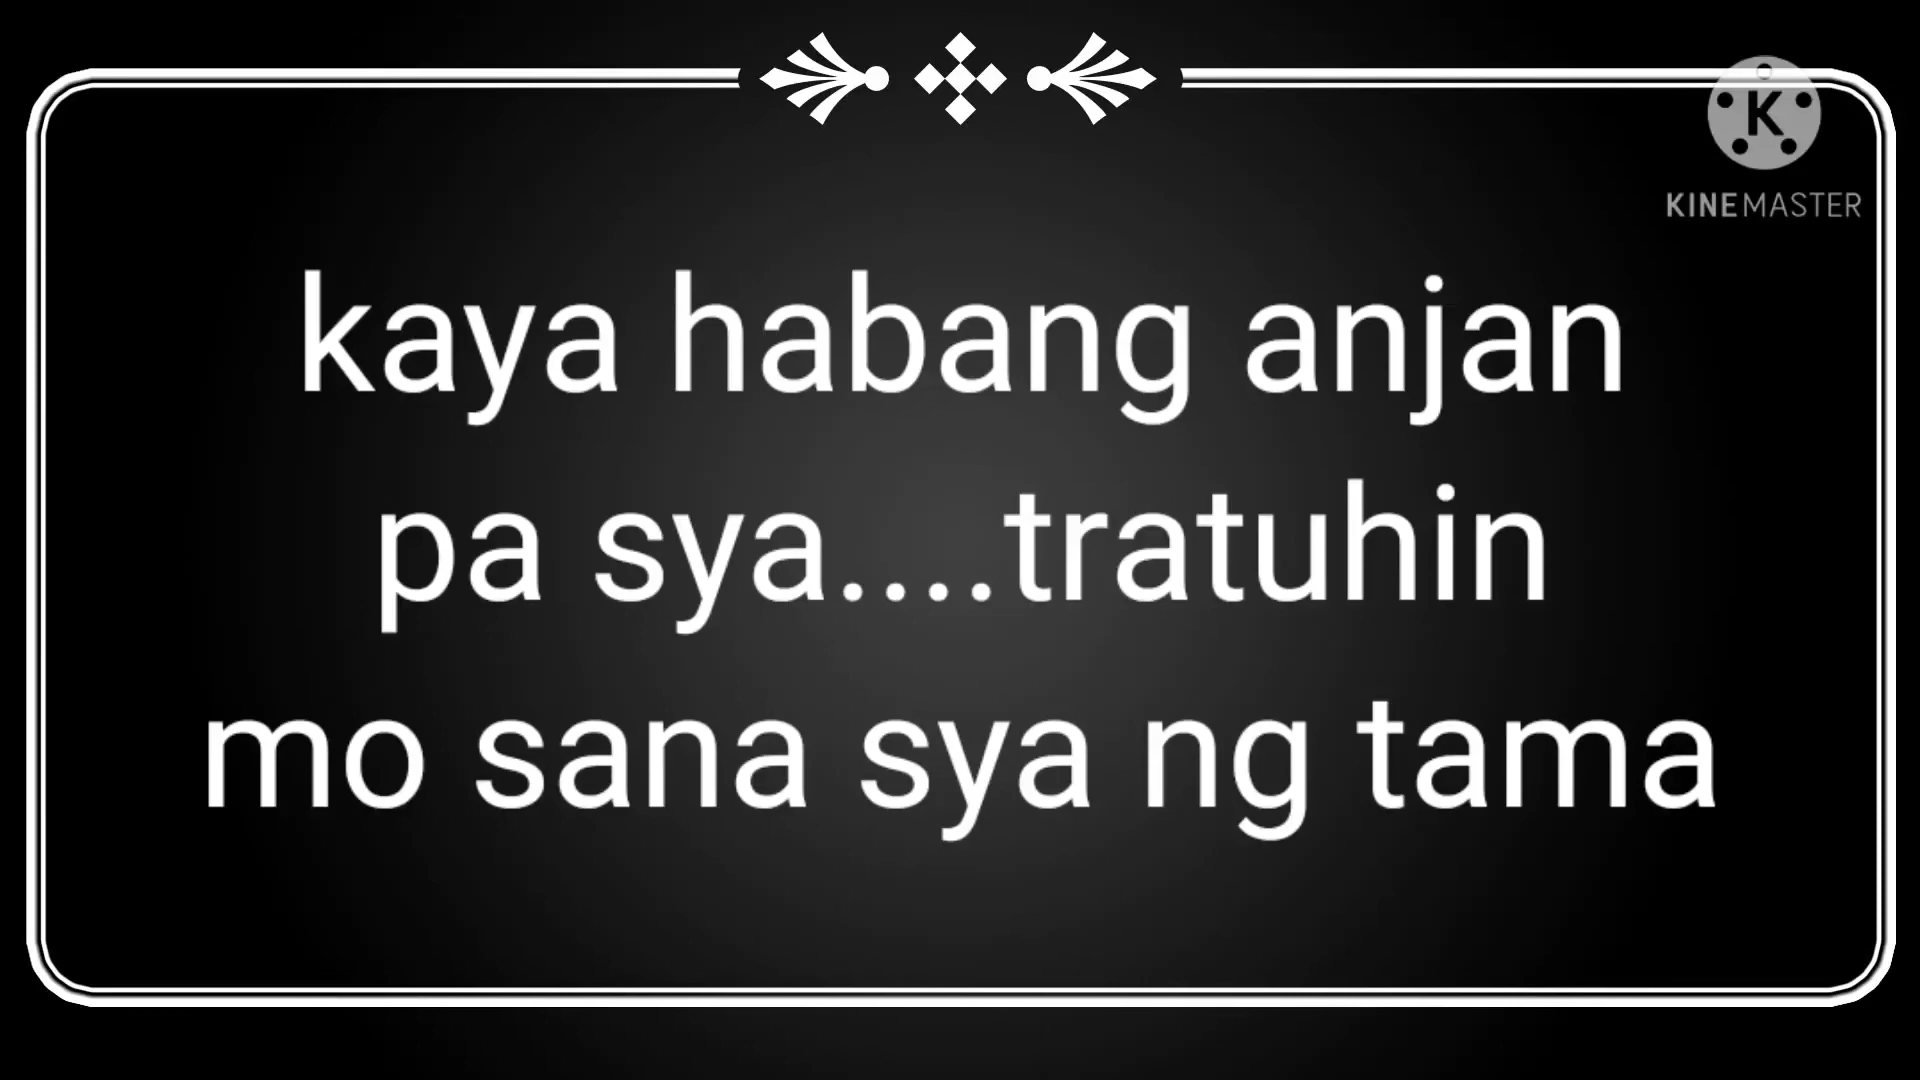 K
KINEMASTER
kaya habang anjan
pa sya....tratuhin
mo sana sya ng tama